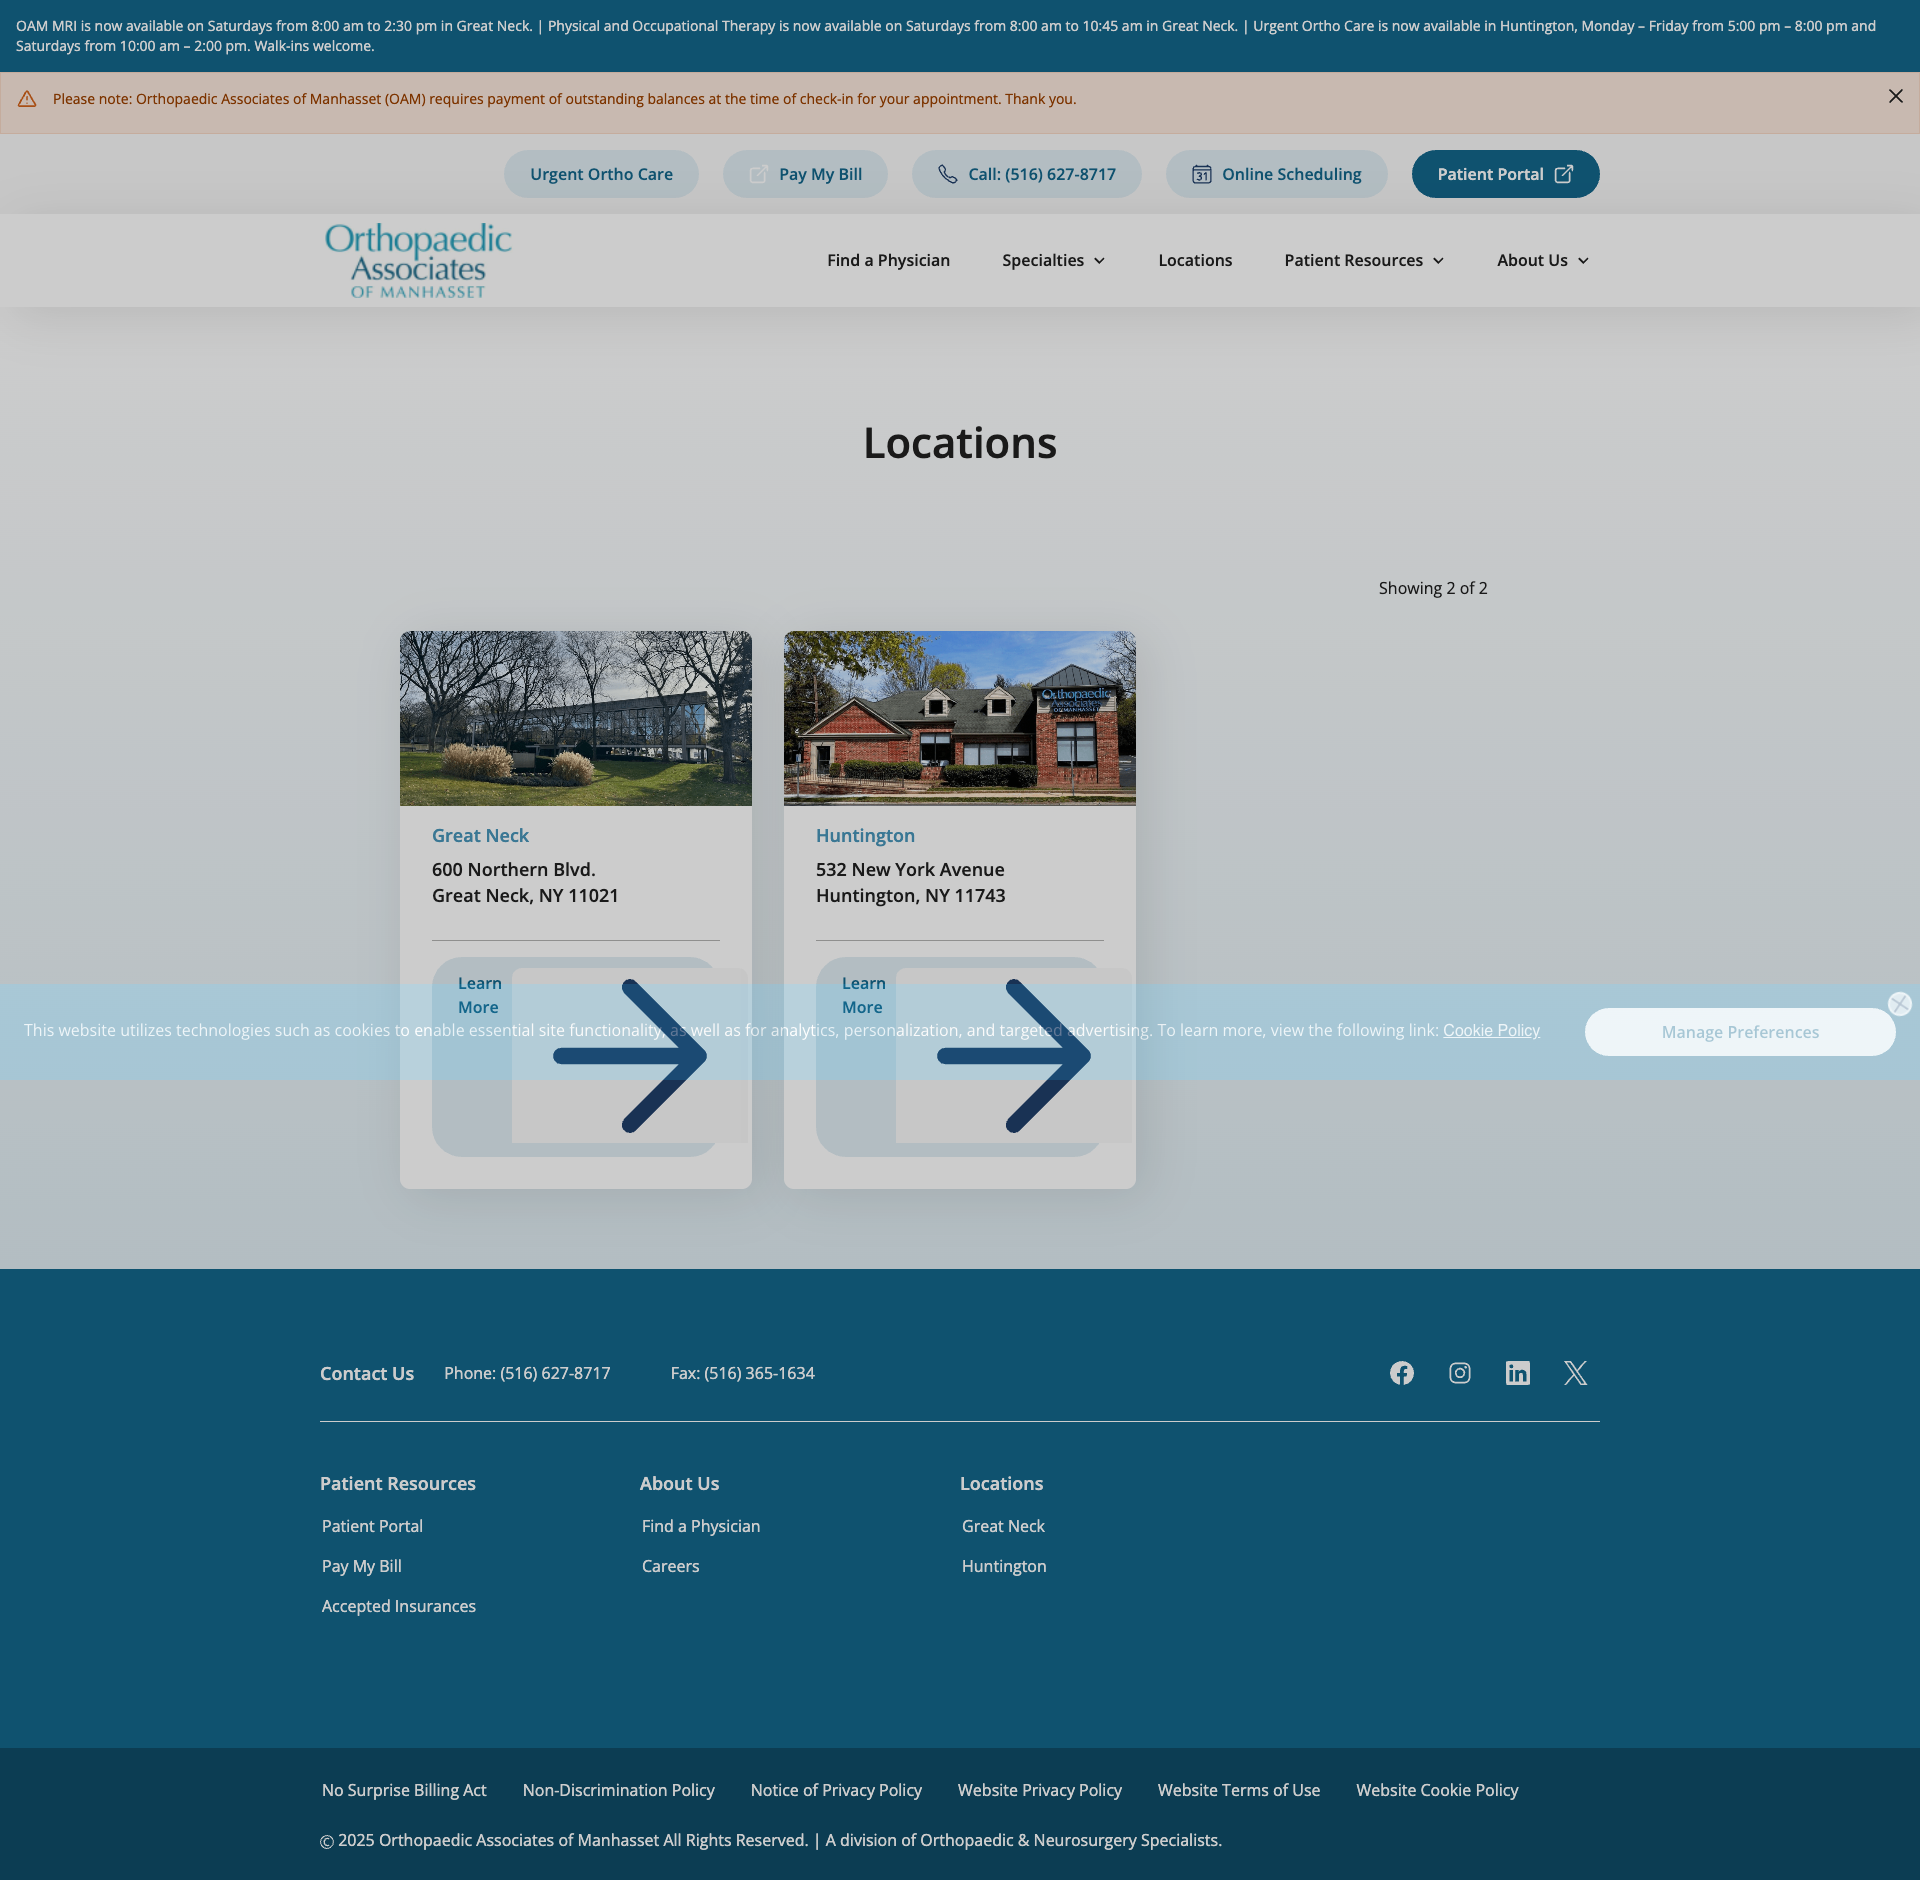 OAM MRI is now available on Saturdays from 8:00 am to 2:30 pm in Great Neck. | Physical and Occupational Therapy is now available on Saturdays from 8:00 am to 10:45 am in Great Neck. | Urgent Ortho Care is now available in Huntington, Monday – Friday from 5:00 pm – 8:00 pm and
Saturdays from 10:00 am – 2:00 pm. Walk-ins welcome.
Please note: Orthopaedic Associates of Manhasset (OAM) requires payment of outstanding balances at the time of check-in for your appointment. Thank you.
Urgent Ortho Care
Pay My Bill
Call: (516) 627-8717
31
Online Scheduling
Patient Portal
Orthopaedic
Associates
OF MANHASSET
Find a Physician
Specialties
Locations
Patient Resources
About Us
Locations
Showing 2 of 2
Orthopaedic
Associates
OF MANHASSET
Great Neck
600 Northern Blvd.
Great Neck, NY 11021
Huntington
532 New York Avenue
Huntington, NY 11743
Learn
More
Learn
More
This website utilizes technologies such as cookies to enable essential site functionality, as well as for analytics, personalization, and targeted advertising. To learn more, view the following link: Cookie Policy
Manage Preferences
Contact Us
Phone: (516) 627-8717
Fax: (516) 365-1634
Patient Resources
Patient Portal
Pay My Bill
Accepted Insurances
About Us
Find a Physician
Careers
Locations
Great Neck
Huntington
No Surprise Billing Act
Non-Discrimination Policy
Notice of Privacy Policy
Website Privacy Policy
Website Terms of Use
Website Cookie Policy
© 2025 Orthopaedic Associates of Manhasset All Rights Reserved. | A division of Orthopaedic & Neurosurgery Specialists.